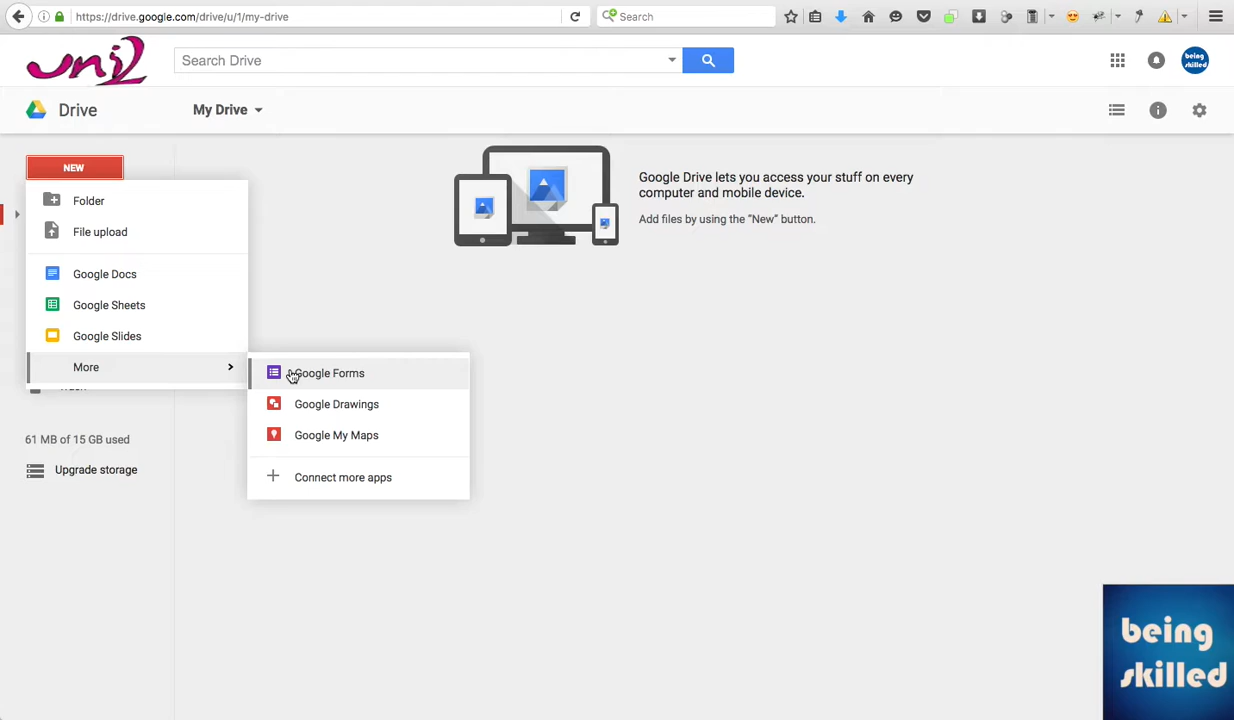 https://drive.google.com/drive/u/1/my-drive
Search
Search Drive
being
skilled
Drive
My Drive
NEW
Folder
File upload
Google Docs
Google Sheets
Google Slides
More
Google Forms
Google Drawings
Google My Maps
Connect more apps
Google Drive lets you access your stuff on every
computer and mobile device.
Add files by using the "New" button.
61 MB of 15 GB used
Upgrade storage
being
skilled